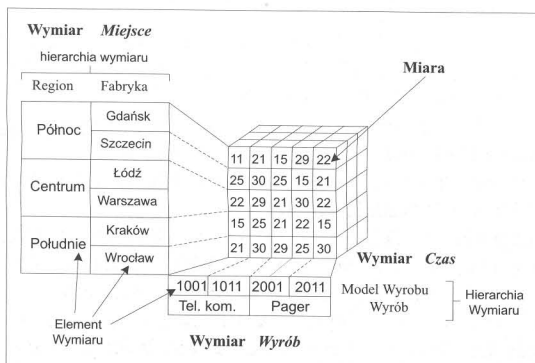 Wymiar Miejsce
hierarchia wymiaru
Region Fabryka
Północ
Gdańsk
Szczecin
Centrum
Łódź
Warszawa
Południe
Kraków
Wrocław
Element
Wymiaru
Miara
11 21 15 29 22
25 30 25 15 21
22 29 21 30 22
15 25 21 22 15
21 30 29 25 30
Wymiar Czas
1001 1011 2001 2011
Tel. kom. Pager
Model Wyrobu
Wyrób
Hierarchia
Wymiaru
Wymiar Wyrób